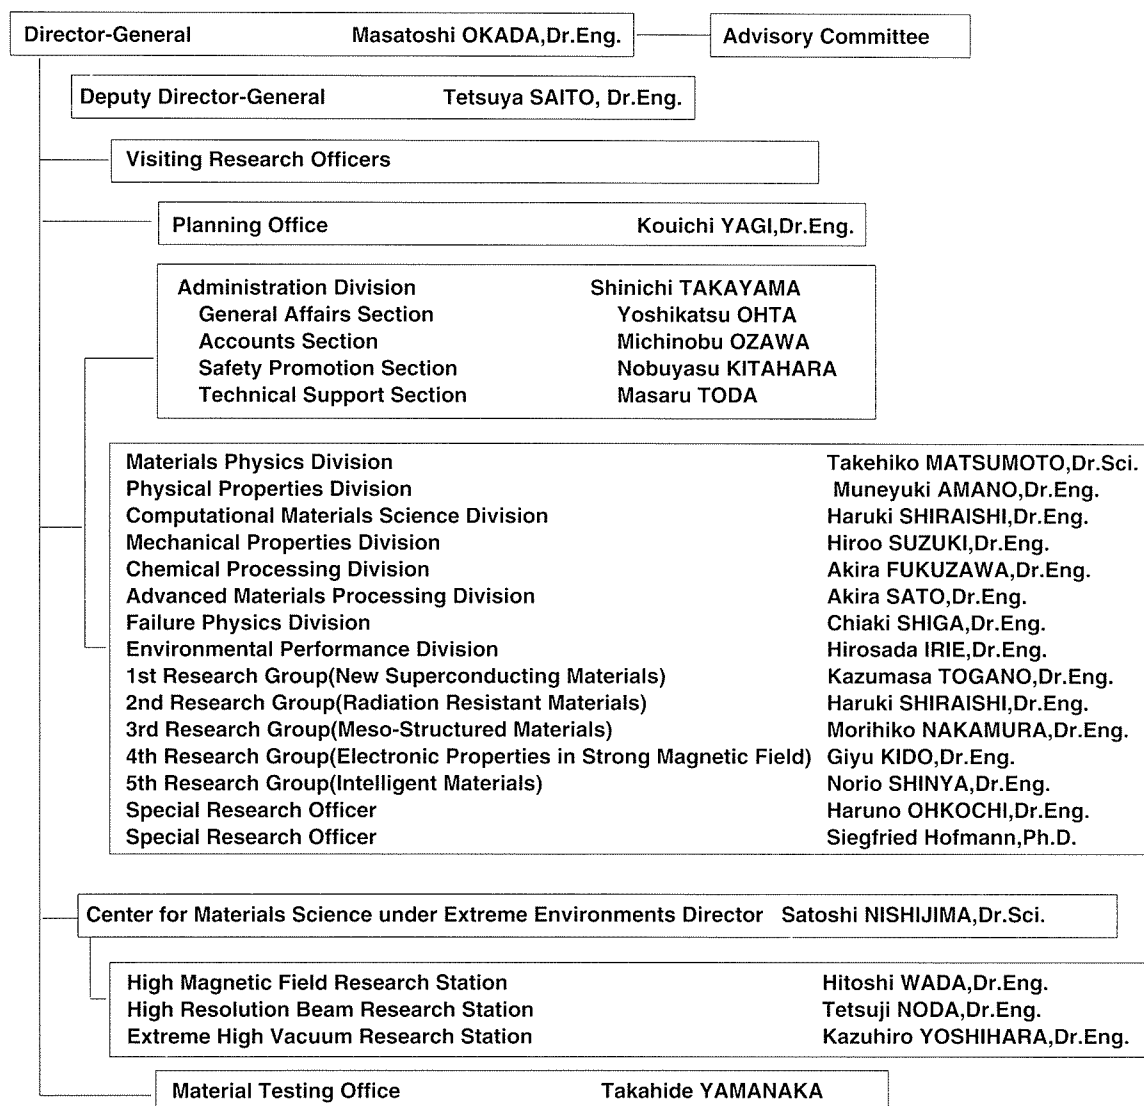 Director-General Masatoshi OKADA,Dr.Eng. Advisory Committee
Deputy Director-General Tetsuya SAITO, Dr.Eng.
Visiting Research Officers
Planning Office Kouichi YAGI,Dr.Eng.
Administration Division Shinichi TAKAYAMA
General Affairs Section Yoshikatsu OHTA
Accounts Section Michinobu OZAWA
Safety Promotion Section Nobuyasu KITAHARA
Technical Support Section Masaru TODA
Materials Physics Division Takehiko MATSUMOTO,Dr.Sci.
Physical Properties Division Muneyuki AMANO,Dr.Eng.
Computational Materials Science Division Haruki SHIRAISHI,Dr.Eng.
Mechanical Properties Division Hiroo SUZUKI,Dr.Eng.
Chemical Processing Division Akira FUKUZAWA,Dr.Eng.
Advanced Materials Processing Division Akira SATO,Dr.Eng.
Failure Physics Division Chiaki SHIGA,Dr.Eng.
Environmental Performance Division Hirosada IRIE,Dr.Eng.
1st Research Group(New Superconducting Materials) Kazumasa TOGANO,Dr.Eng.
2nd Research Group(Radiation Resistant Materials) Haruki SHIRAISHI,Dr.Eng.
3rd Research Group(Meso-Structured Materials) Morihiko NAKAMURA,Dr.Eng.
4th Research Group(Electronic Properties in Strong Magnetic Field) Giyu KIDO,Dr.Eng.
5th Research Group(Intelligent Materials) Norio SHINYA,Dr.Eng.
Special Research Officer Haruno OHKOCHI,Dr.Eng.
Special Research Officer Siegfried Hofmann,Ph.D.
Center for Materials Science under Extreme Environments Director Satoshi NISHIJIMA,Dr.Sci.
High Magnetic Field Research Station Hitoshi WADA,Dr.Eng.
High Resolution Beam Research Station Tetsuji NODA,Dr.Eng.
Extreme High Vacuum Research Station Kazuhiro YOSHIHARA,Dr.Eng.
Material Testing Office Takahide YAMANAKA